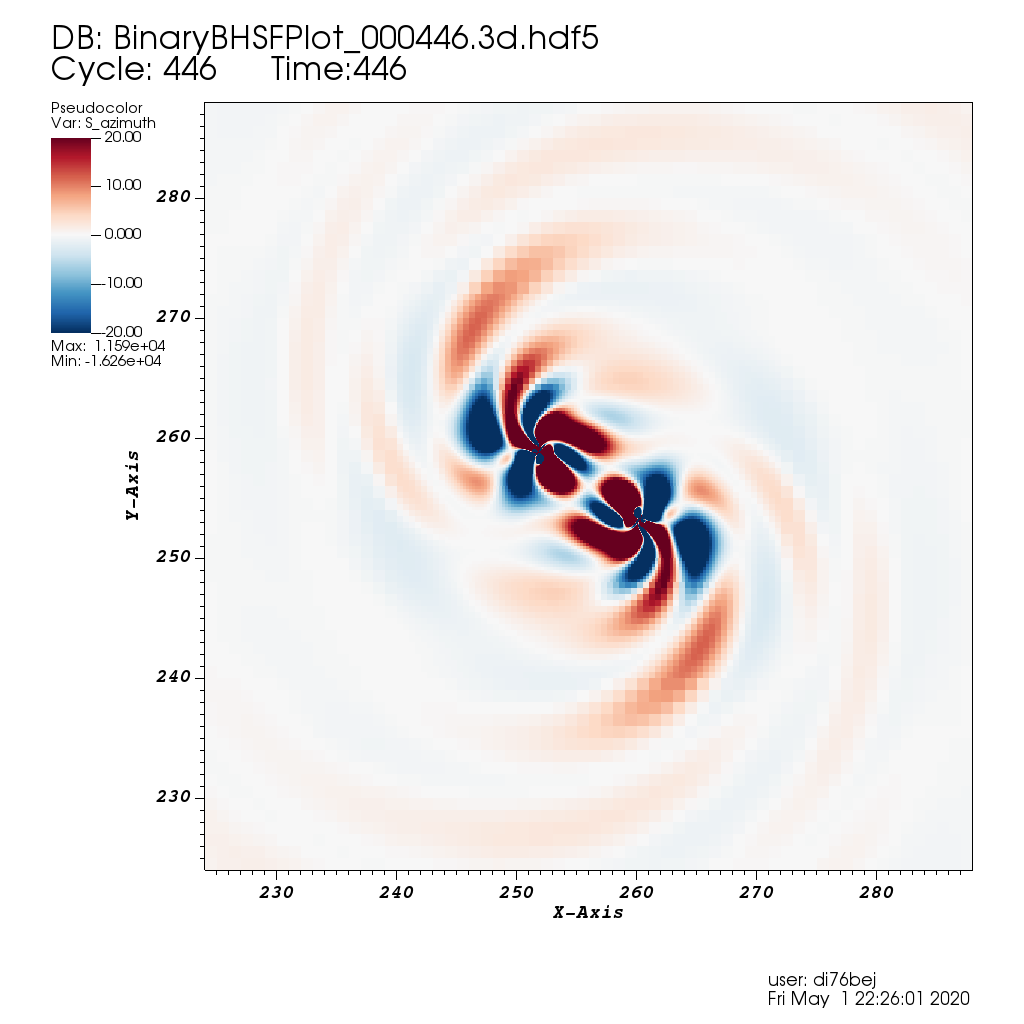 DB: BinaryBHSFPlot_000446.3d.hdf5
Cycle: 446 Time:446
Pseudocolor
Var: S_azimuth
20.00
10.00
0.000
-10.00
-20.00
Max: 1.159e+04
Min: -1.626e+04
280
270
260
250
240
230
Y-Axis
230 240 250 260 270 280
X-Axis
user: di76bej
Fri May 1 22:26:01 2020